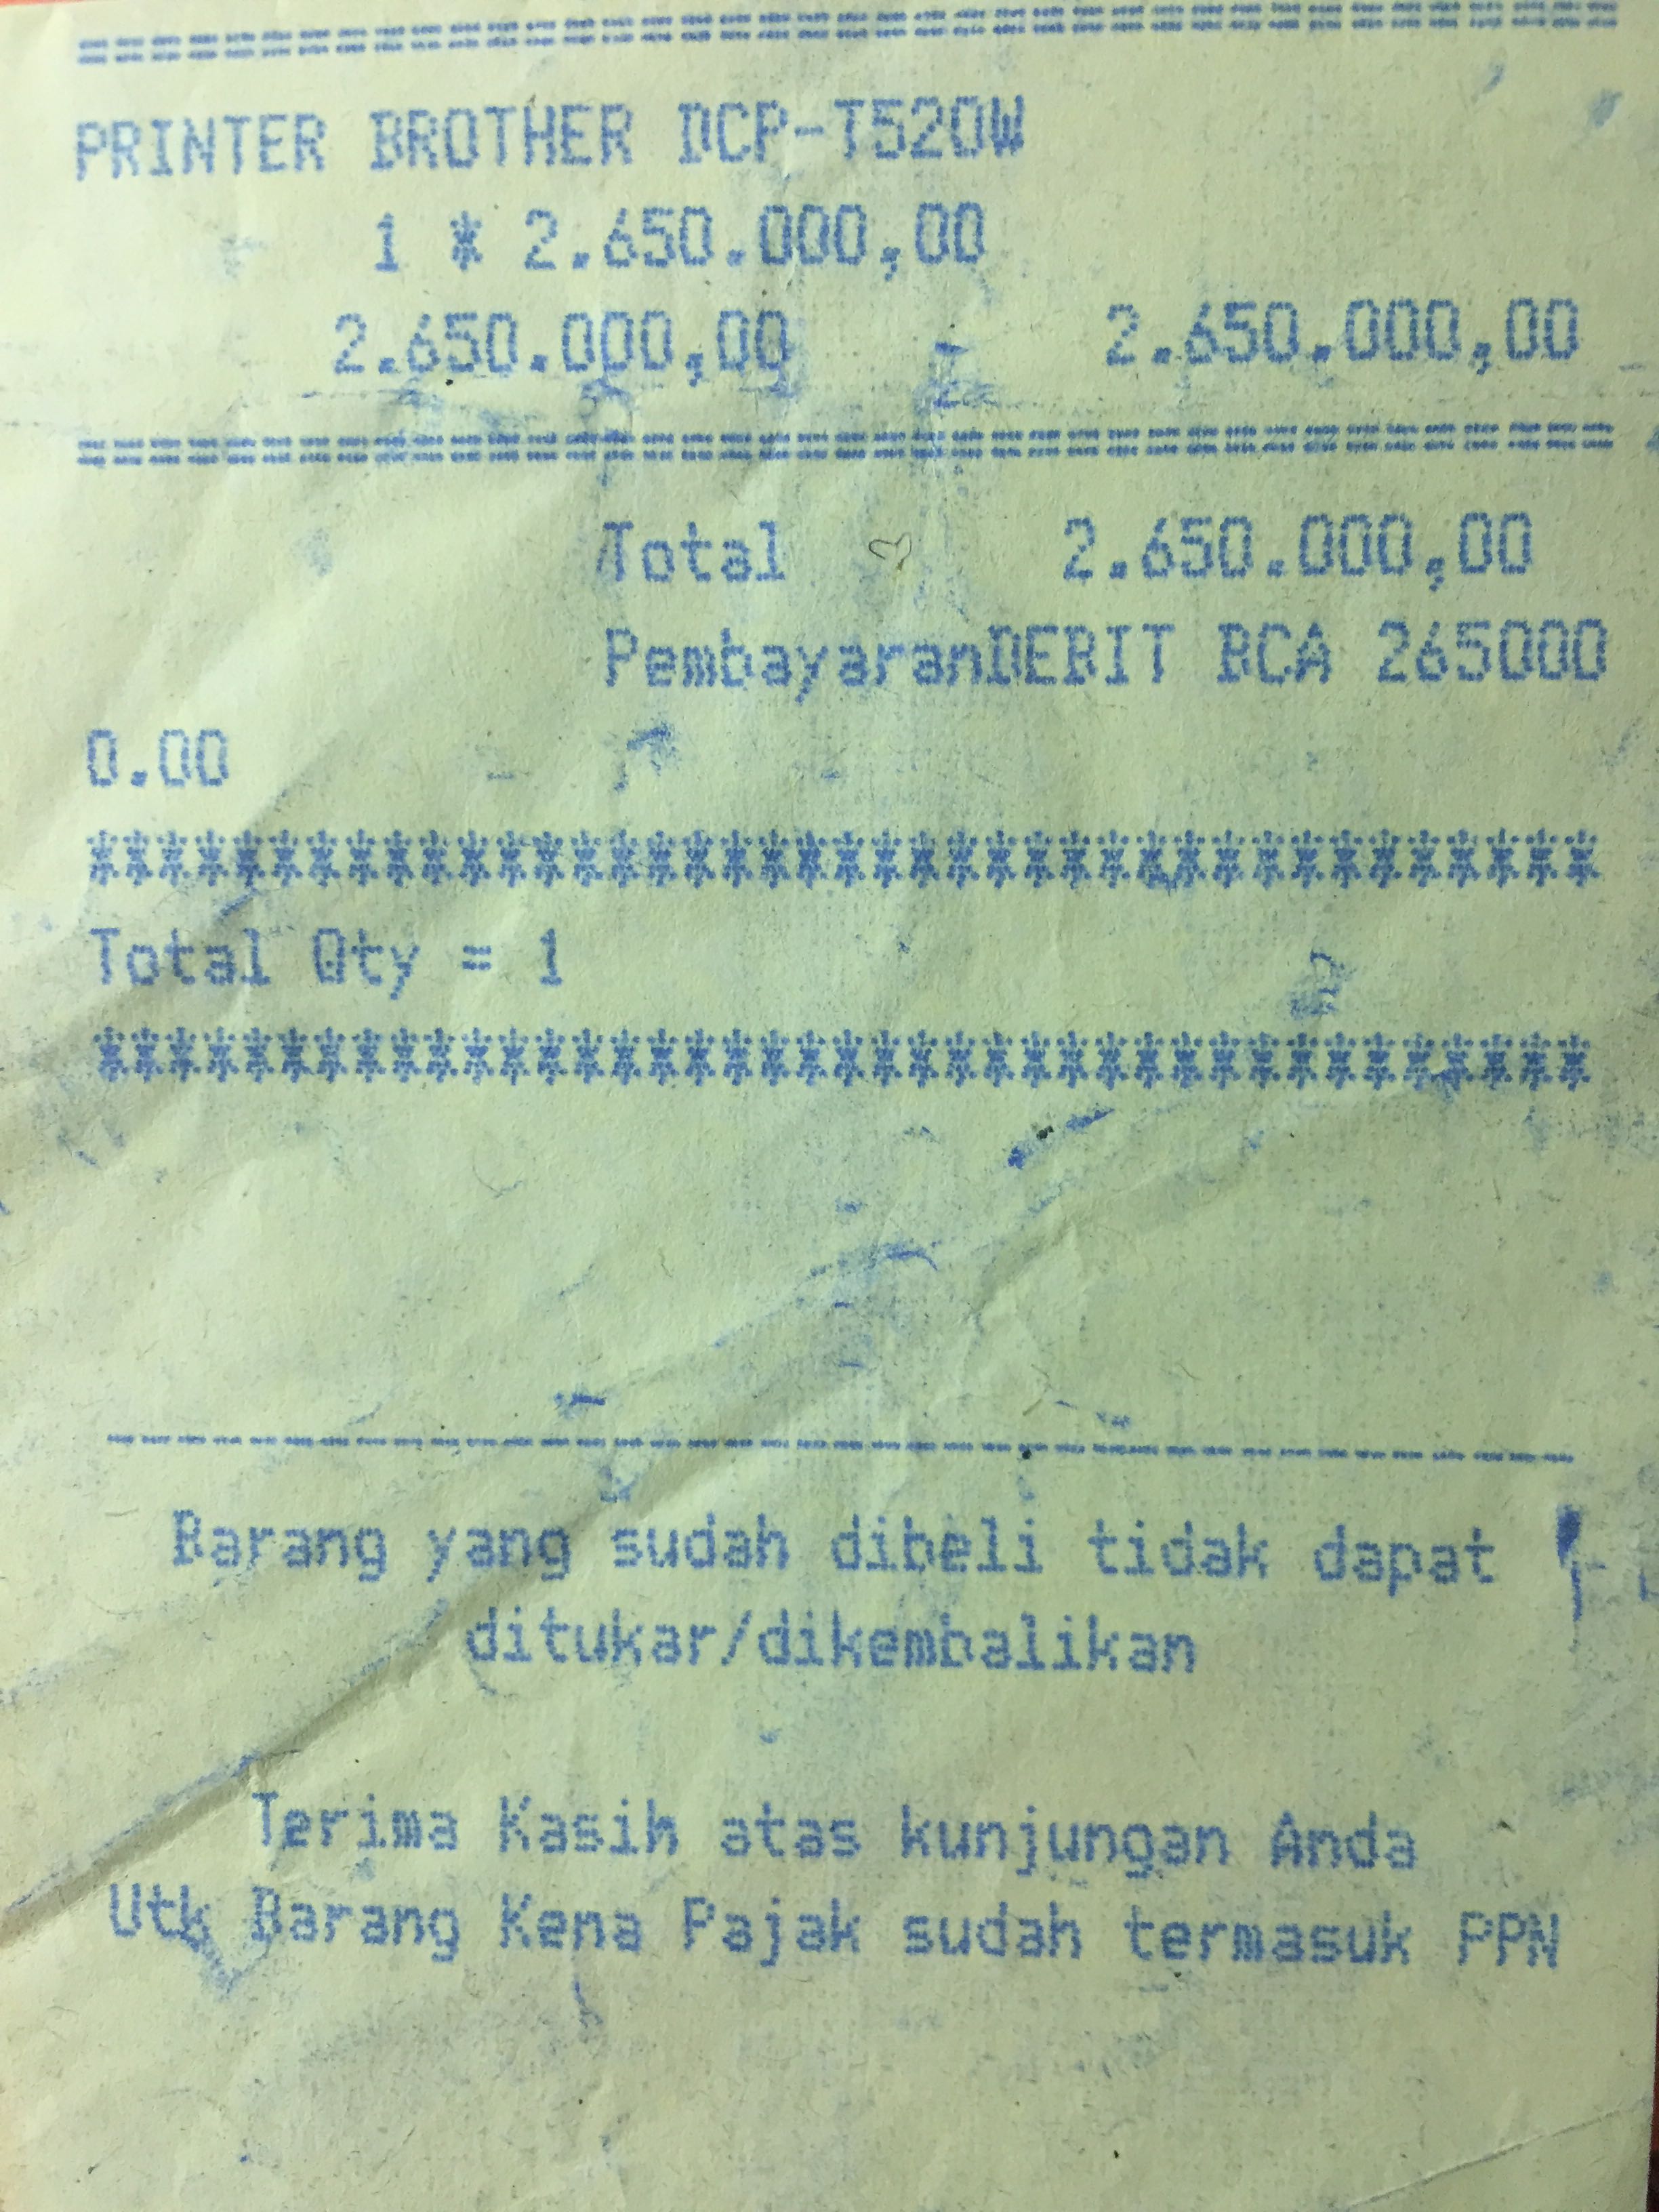 ========================================
PRINTER BROTHER DCP-T520W
1 * 2.650.000,00
2.650.000,00 2.650.000,00
========================================
Total 2.650.000,00
PembayaranDEBIT BCA 265000
0.00
****************************************
Total Qty = 1
****************************************
----------------------------------------
Barang yang sudah dibeli tidak dapat
ditukar/dikembalikan
Terima Kasih atas kunjungan Anda
Utk Barang Kena Pajak sudah termasuk PPN